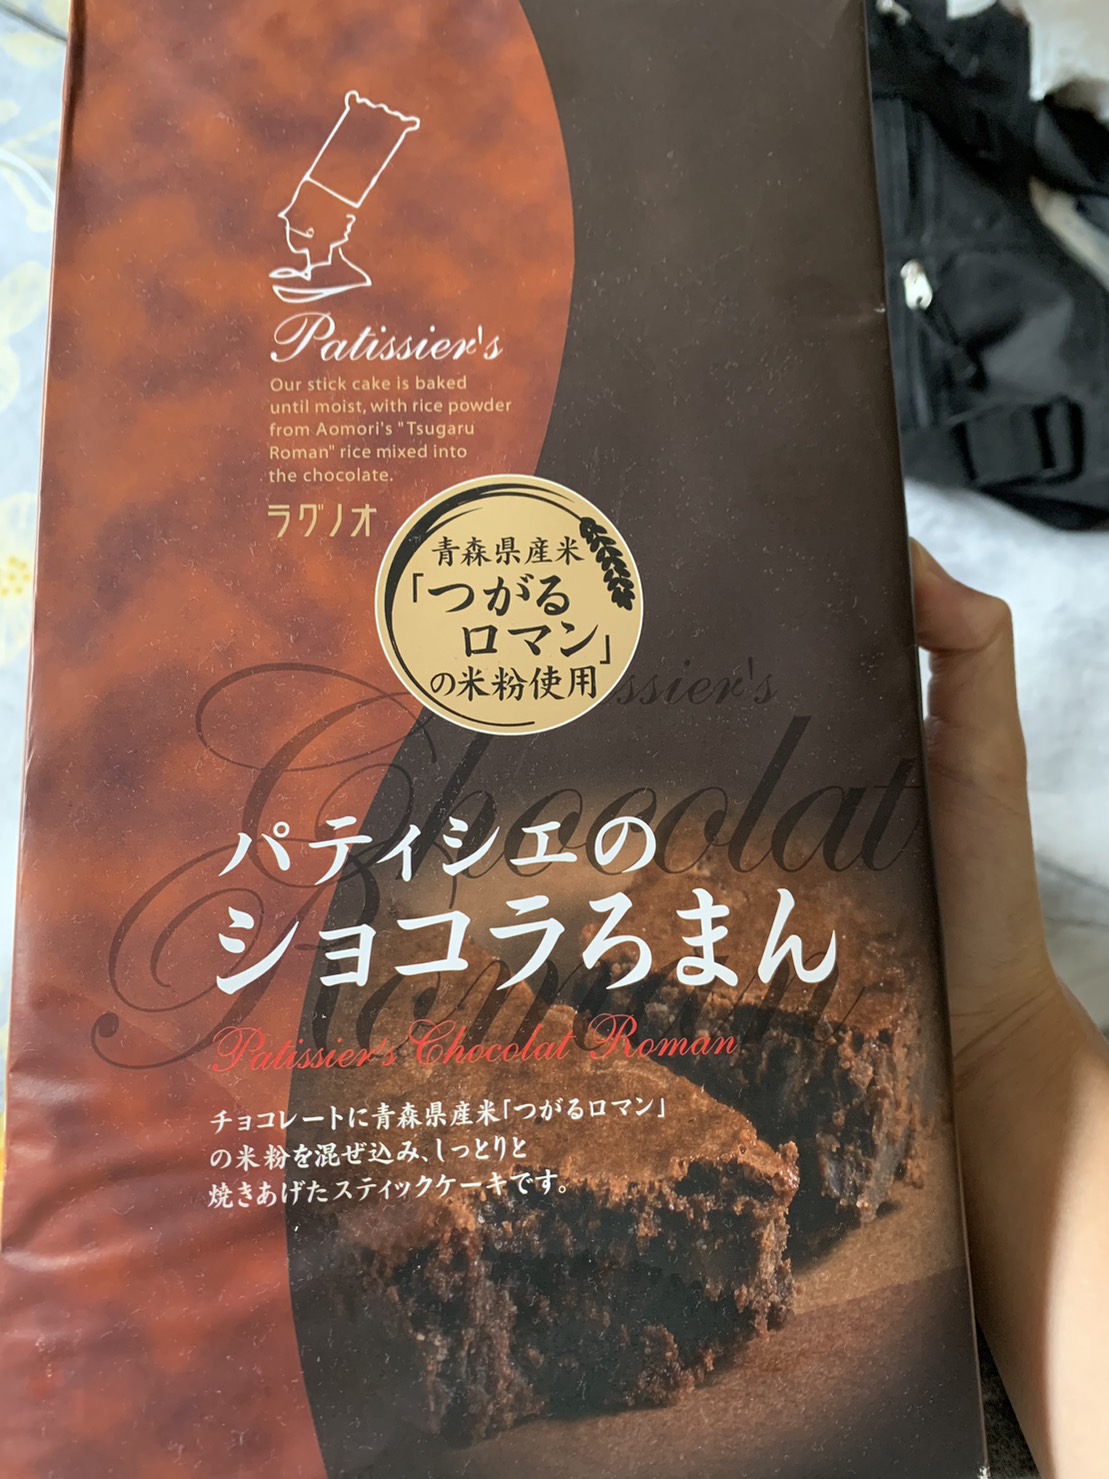 Patissier's
Our stick cake is baked
until moist, with rice powder
from Aomori's "Tsugaru
Roman" rice mixed into
the chocolate.
ラグノオ
青森県産米
「つがる
ロマン」
の米粉使用
ssier's
Chocolat
Roman
パティシエの
ショコラろまん
Patissier's Chocolat Roman
チョコレートに青森県産米「つがるロマン」
の米粉を混ぜ込み、しっとりと
焼きあげたスティックケーキです。